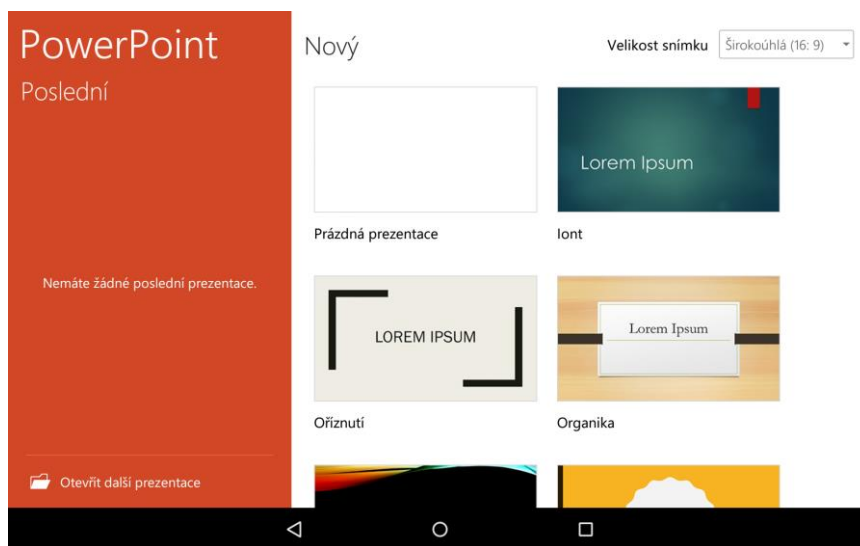 PowerPoint
Poslední
Nemáte žádné poslední prezentace.
Otevřít další prezentace
Nový
Velikost snímku
Širokoúhlá (16: 9)
Lorem Ipsum
Prázdná prezentace
Iont
LOREM IPSUM
Lorem Ipsum
Oříznutí
Organika